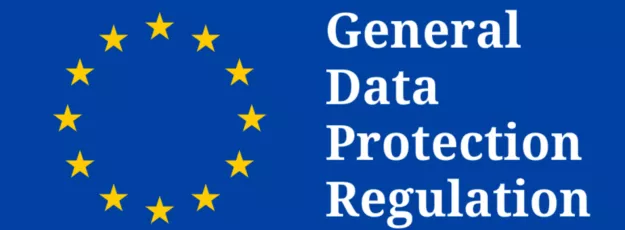 General
Data
Protection
Regulation